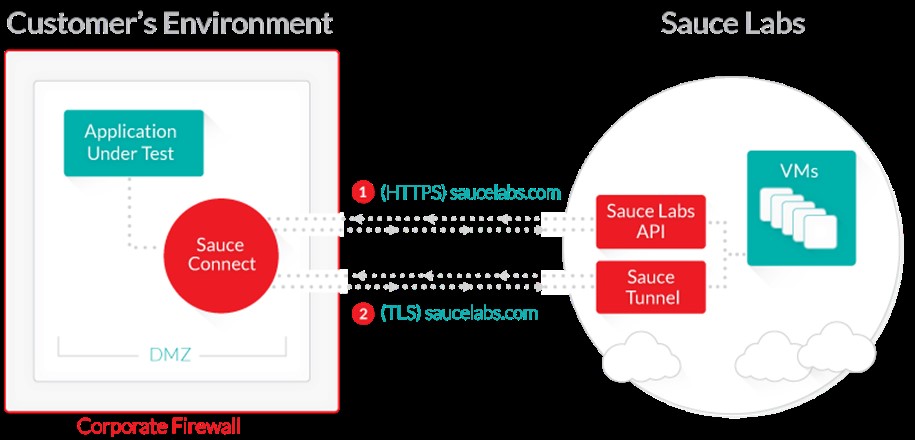 Customer's Environment
Sauce Labs
Application
Under Test
VMs
1 (HTTPS) saucelabs.com
Sauce Labs
API
Sauce
Connect
Sauce
Tunnel
2 (TLS) saucelabs.com
DMZ
Corporate Firewall